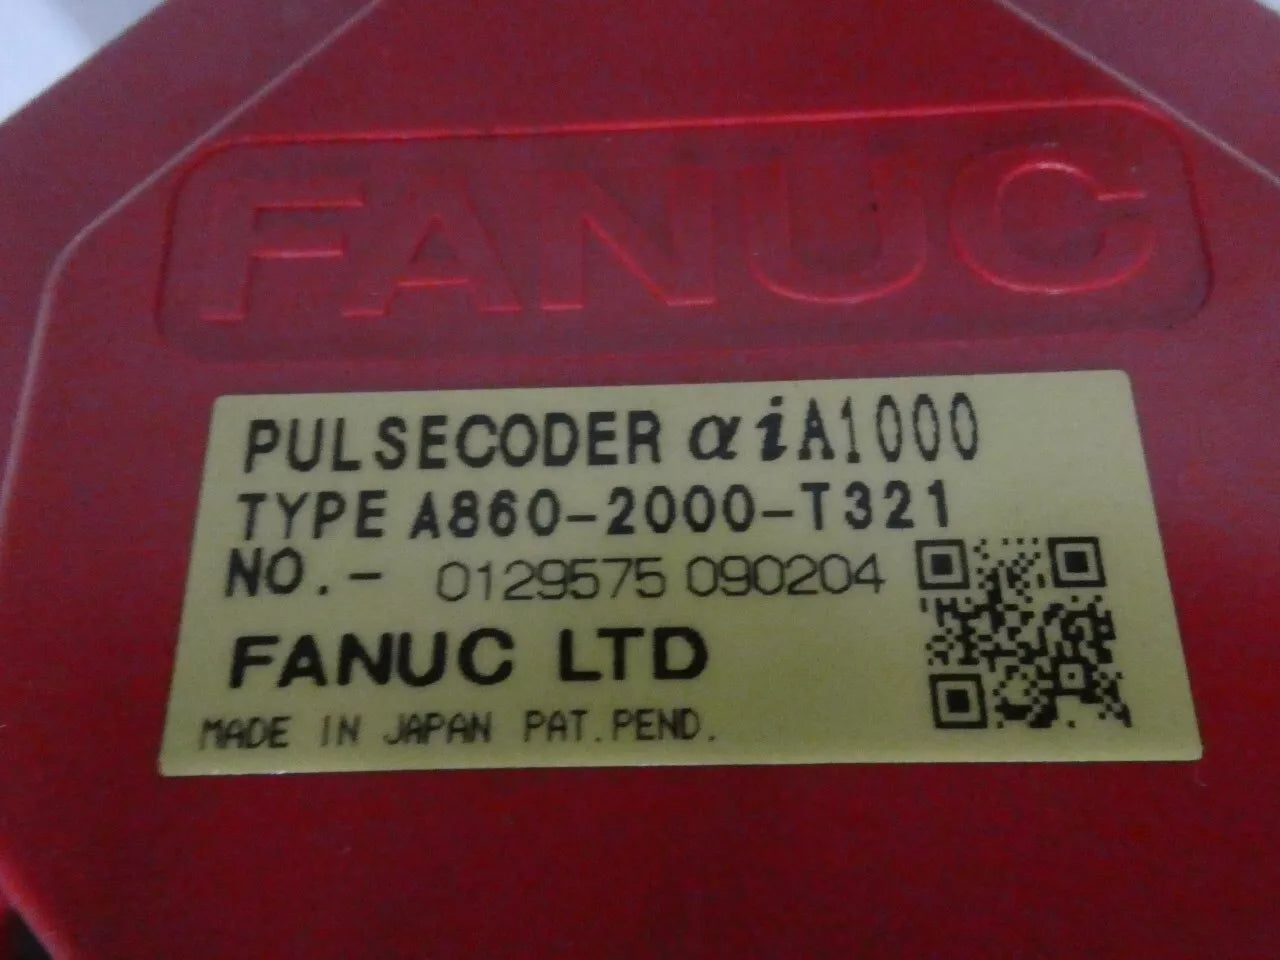 FANUC
PULSECODER αiA1000
TYPE A860-2000-T321
NO.- 0129575 090204
FANUC LTD
MADE IN JAPAN PAT.PEND.